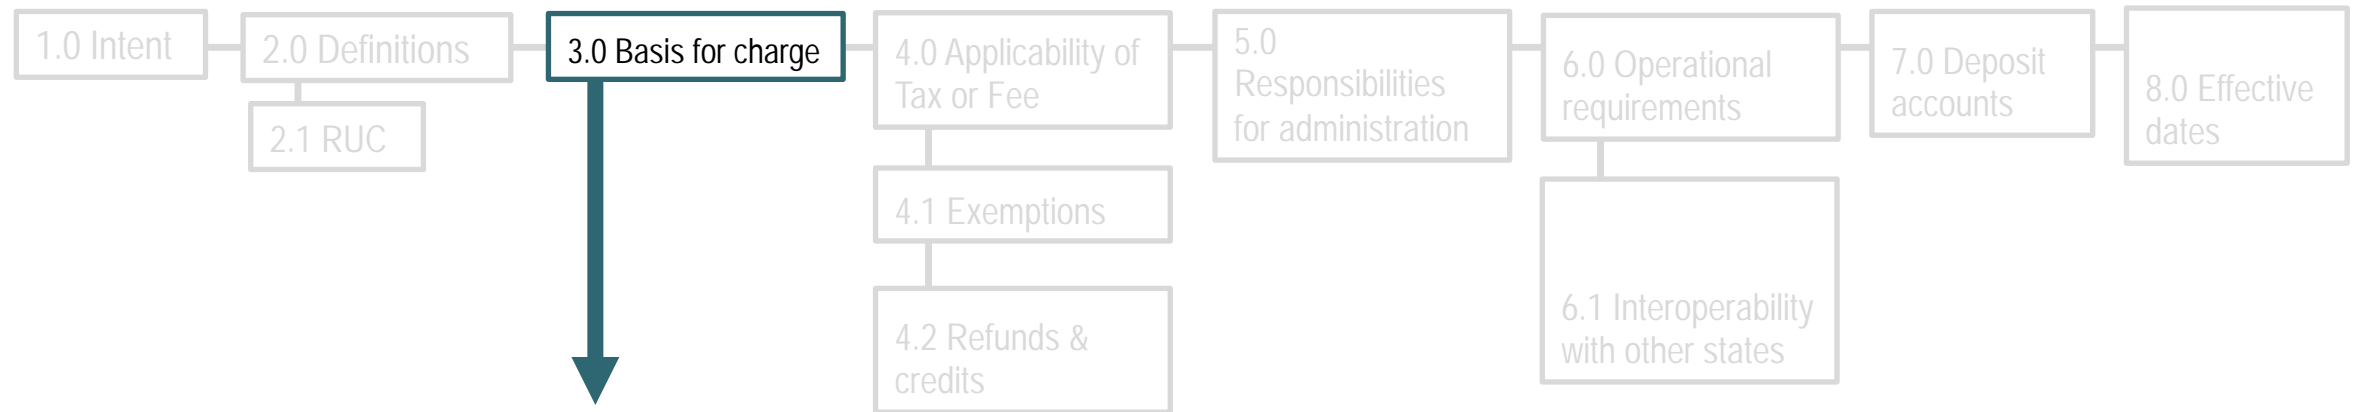 1.0 Intent
2.0 Definitions
2.1 RUC
3.0 Basis for charge
4.0 Applicability of
Tax or Fee
4.1 Exemptions
4.2 Refunds &
credits
5.0
Responsibilities
for administration
6.0 Operational
requirements
6.1 Interoperability
with other states
7.0 Deposit
accounts
8.0 Effective
dates